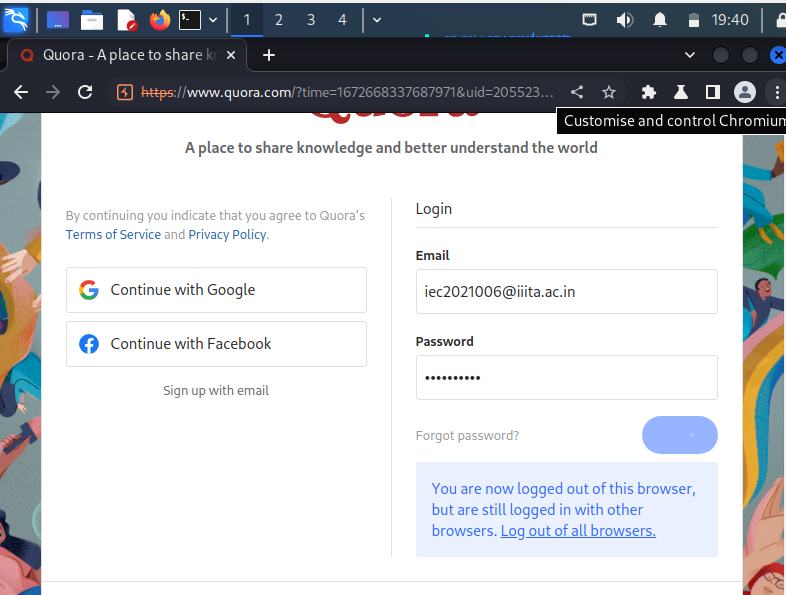 1 2 3 4 19:40
Quora - A place to share kr
https://www.quora.com/?time=1672668337687971&uid=205523...
Customise and control Chromium
A place to share knowledge and better understand the world
By continuing you indicate that you agree to Quora's
Terms of Service and Privacy Policy.
Continue with Google
Continue with Facebook
Sign up with email
Login
Email
iec2021006@iiita.ac.in
Password
••••••••••
Forgot password?
You are now logged out of this browser,
but are still logged in with other
browsers. Log out of all browsers.